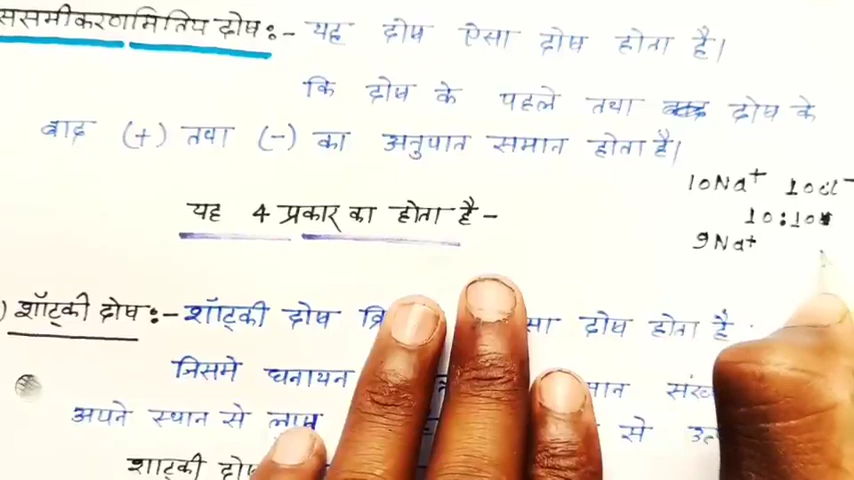 ससमीकरणमितिय दोष:- यह दोष ऐसा दोष होता है।
कि दोष के पहले तथा दोष के
बाद (+) तथा (-) का अनुपात समान होता है।
10Na⁺ 10Cl⁻
10:10
9Na⁺
यह 4 प्रकार का होता है -
) शॉट्की दोष:- शॉट्की दोष दोष होता है
जिसमे धनायन
अपने स्थान से लुप्त से
शाट्की दोष